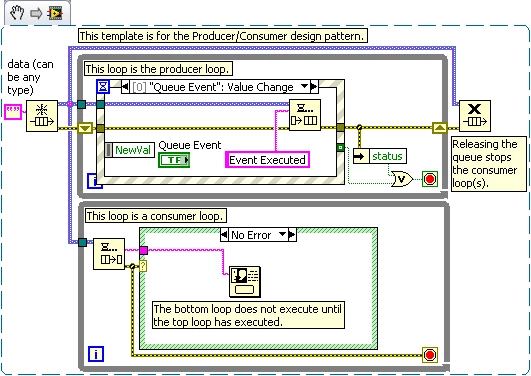 This template is for the Producer/Consumer design pattern.
data (can
be any
type)
This loop is the producer loop.
[0] "Queue Event": Value Change
""
NewVal
Queue Event
TF
Event Executed
status
V
i
Releasing the
queue stops
the consumer
loop(s).
This loop is a consumer loop.
No Error
?
The bottom loop does not execute until
the top loop has executed.
i